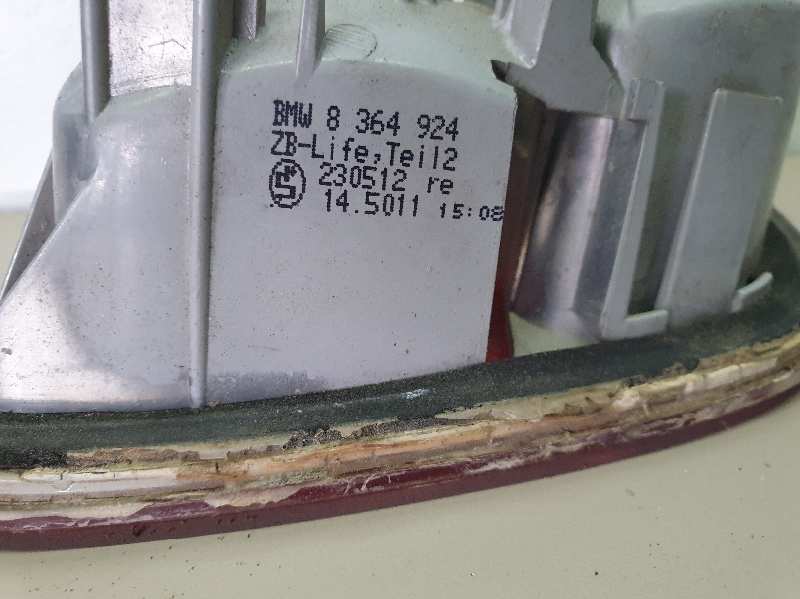 BMW 8 364 924
ZB-Life,Teil2
230512 re
14.5011 15:08